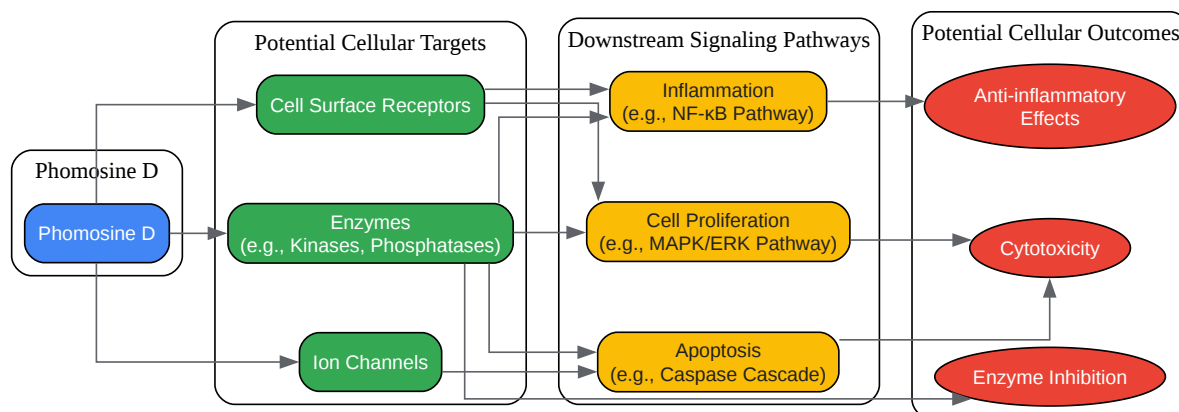 Potential Cellular Targets
Downstream Signaling Pathways
Potential Cellular Outcomes
Cell Surface Receptors
Inflammation
(e.g., NF-κB Pathway)
Anti-inflammatory
Effects
Phomosine D
Phomosine D
Enzymes
(e.g., Kinases, Phosphatases)
Cell Proliferation
(e.g., MAPK/ERK Pathway)
Cytotoxicity
Ion Channels
Apoptosis
(e.g., Caspase Cascade)
Enzyme Inhibition